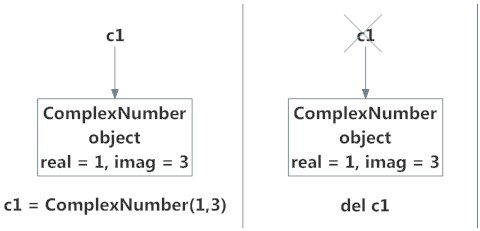 c1
ComplexNumber
object
real = 1, imag = 3
c1 = ComplexNumber(1,3)
c1
ComplexNumber
object
real = 1, imag = 3
del c1